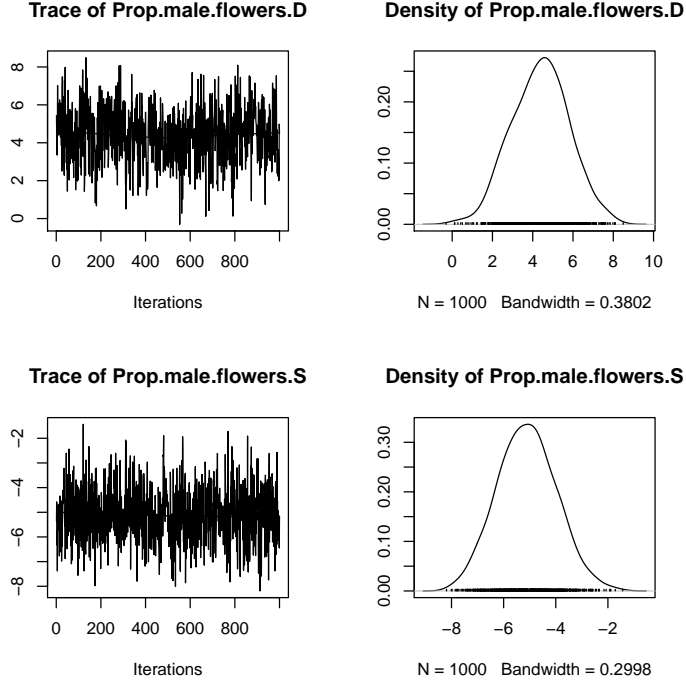 Trace of Prop.male.flowers.D
8
6
4
2
0
0 200 400 600 800
Iterations
Density of Prop.male.flowers.D
0.20
0.10
0.00
0 2 4 6 8 10
N = 1000 Bandwidth = 0.3802
Trace of Prop.male.flowers.S
−2
−4
−6
−8
0 200 400 600 800
Iterations
Density of Prop.male.flowers.S
0.30
0.20
0.10
0.00
−8 −6 −4 −2
N = 1000 Bandwidth = 0.2998